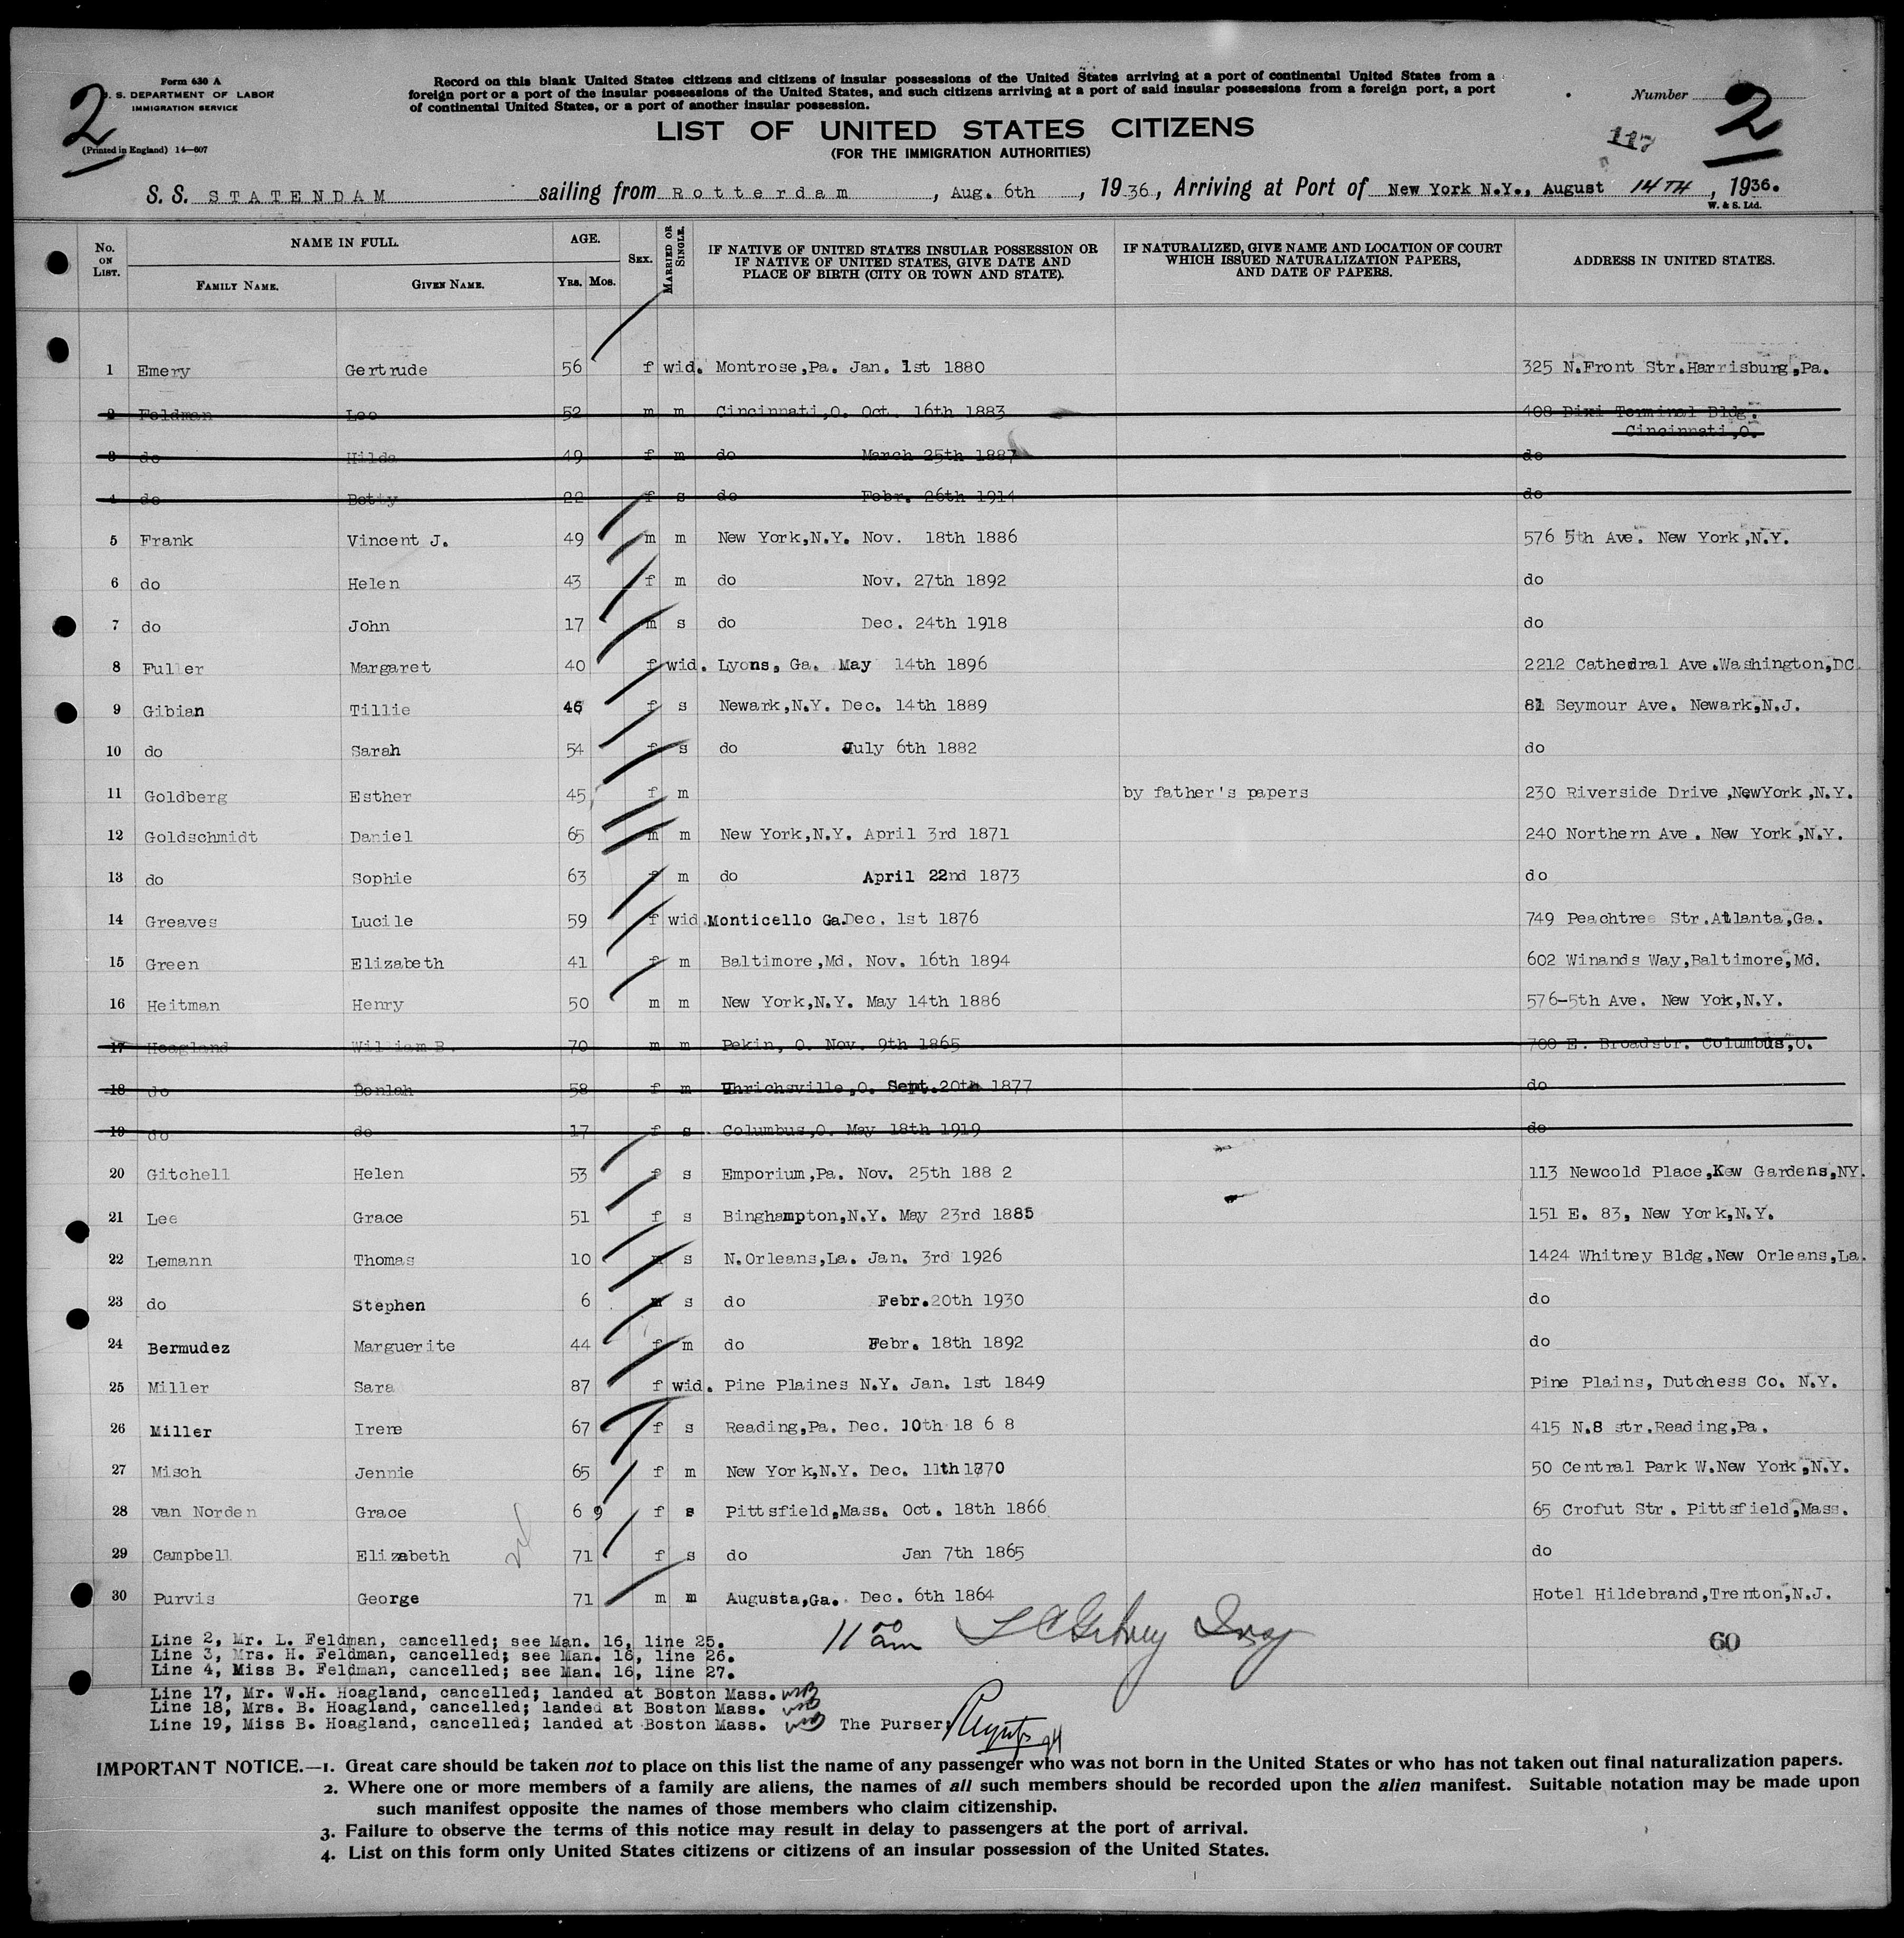 2
Form 630 A
U. S. DEPARTMENT OF LABOR
IMMIGRATION SERVICE
(Printed in England) 14—607
Record on this blank United States citizens and citizens of insular possessions of the United States arriving at a port of continental United States from a
foreign port or a port of the insular possessions of the United States, and such citizens arriving at a port of said insular possessions from a foreign port, a port
of continental United States, or a port of another insular possession.
Number 2
117
LIST OF UNITED STATES CITIZENS
(FOR THE IMMIGRATION AUTHORITIES)
S. S. STATENDAM sailing from Rotterdam, Aug. 6th, 1936, Arriving at Port of New York N.Y., August 14TH, 1936.
W. & S. Ltd.
No. ON LIST. NAME IN FULL. AGE. SEX. MARRIED OR SINGLE. IF NATIVE OF UNITED STATES INSULAR POSSESSION OR IF NATIVE OF UNITED STATES, GIVE DATE AND PLACE OF BIRTH (CITY OR TOWN AND STATE). IF NATURALIZED, GIVE NAME AND LOCATION OF COURT WHICH ISSUED NATURALIZATION PAPERS, AND DATE OF PAPERS. ADDRESS IN UNITED STATES.
FAMILY NAME. GIVEN NAME. YRS. MOS.
1 Emery Gertrude 56 f wid. Montrose,Pa. Jan. 1st 1880 325 N.Front Str.Harrisburg,Pa.
2 Feldman Leo 52 m m Cincinnati,O. Oct. 16th 1883 408 Dixi Terminal Bldg.
Cincinnati,O.
3 do Hilda 49 f m do March 25th 1887 do
4 do Betty 22 f s do Febr. 26th 1914 do
5 Frank Vincent J. 49 m m New York,N.Y. Nov. 18th 1886 576 5th Ave. New York,N.Y.
6 do Helen 43 f m do Nov. 27th 1892 do
7 do John 17 m s do Dec. 24th 1918 do
8 Fuller Margaret 40 f wid. Lyons, Ga. May 14th 1896 2212 Cathedral Ave.Washington,DC.
9 Gibian Tillie 46 f s Newark,N.Y. Dec. 14th 1889 81 Seymour Ave. Newark,N.J.
10 do Sarah 54 f s do July 6th 1882 do
11 Goldberg Esther 45 f m by father's papers 230 Riverside Drive,NewYork,N.Y.
12 Goldschmidt Daniel 65 m m New York,N.Y. April 3rd 1871 240 Northern Ave. New York,N.Y.
13 do Sophie 63 f m do April 22nd 1873 do
14 Greaves Lucile 59 f wid. Monticello Ga.Dec. 1st 1876 749 Peachtree Str.Atlanta,Ga.
15 Green Elizabeth 41 f m Baltimore,Md. Nov. 16th 1894 602 Winands Way,Baltimore,Md.
16 Heitman Henry 50 m m New York,N.Y. May 14th 1886 576-5th Ave. New Yok,N.Y.
17 Hoagland William B. 70 m m Pekin, O. Nov. 9th 1865 700 E. Broadstr. Columbus,O.
18 do Benlah 58 f m Uhrichsville,O. Sept.20th 1877 do
19 do do 17 f s Columbus,O. May 18th 1919 do
20 Gitchell Helen 53 f s Emporium,Pa. Nov. 25th 188 2 113 Newcold Place,Kew Gardens,NY.
21 Lee Grace 51 f s Binghampton,N.Y. May 23rd 1885 151 E. 83, New York,N.Y.
22 Lemann Thomas 10 m s N.Orleans,La. Jan. 3rd 1926 1424 Whitney Bldg.New Orleans,La.
23 do Stephen 6 m s do Febr.20th 1930 do
24 Bermudez Marguerite 44 f m do Febr. 18th 1892 do
25 Miller Sara 87 f wid. Pine Plaines N.Y. Jan. 1st 1849 Pine Plains, Dutchess Co. N.Y.
26 Miller Irene 67 f s Reading,Pa. Dec. 10th 18 6 8 415 N.8 str.Reading,Pa.
27 Misch Jennie 65 f m New York,N.Y. Dec. 11th 1870 50 Central Park W.New York,N.Y.
28 van Norden Grace 6 9 f s Pittsfield,Mass. Oct. 18th 1866 65 Crofut Str. Pittsfield,Mass.
29 Campbell Elizabeth 71 f s do Jan 7th 1865 do
30 Purvis George 71 m m Augusta,Ga. Dec. 6th 1864 Hotel Hildebrand,Trenton,N.J.
11 00 am
60
Line 2, Mr. L. Feldman, cancelled; see Man. 16, line 25.
Line 3, Mrs. H. Feldman, cancelled; see Man. 16, line 26.
Line 4, Miss B. Feldman, cancelled; see Man. 16, line 27.
Line 17, Mr. W.H. Hoagland, cancelled; landed at Boston Mass.
Line 18, Mrs. B. Hoagland, cancelled; landed at Boston Mass.
Line 19, Miss B. Hoagland, cancelled; landed at Boston Mass. The Purser:
IMPORTANT NOTICE.—1. Great care should be taken not to place on this list the name of any passenger who was not born in the United States or who has not taken out final naturalization papers.
2. Where one or more members of a family are aliens, the names of all such members should be recorded upon the alien manifest. Suitable notation may be made upon
such manifest opposite the names of those members who claim citizenship.
3. Failure to observe the terms of this notice may result in delay to passengers at the port of arrival.
4. List on this form only United States citizens or citizens of an insular possession of the United States.